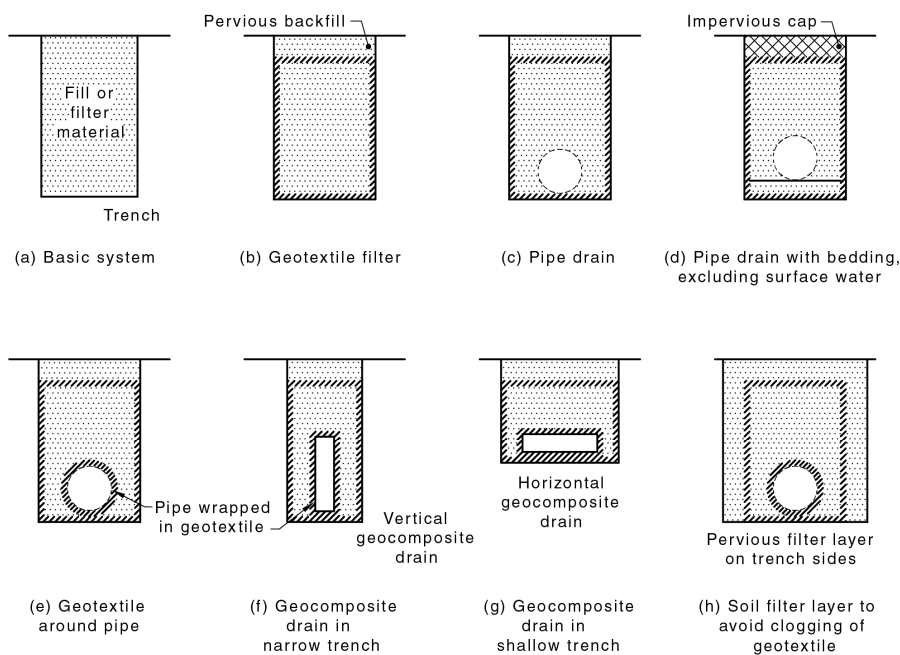 Pervious backfill
Impervious cap
Fill or
filter
material
Trench
(a) Basic system
(b) Geotextile filter
(c) Pipe drain
(d) Pipe drain with bedding,
excluding surface water
Pipe wrapped
in geotextile
Vertical
geocomposite
drain
Horizontal
geocomposite
drain
Pervious filter layer
on trench sides
(e) Geotextile
around pipe
(f) Geocomposite
drain in
narrow trench
(g) Geocomposite
drain in
shallow trench
(h) Soil filter layer to
avoid clogging of
geotextile